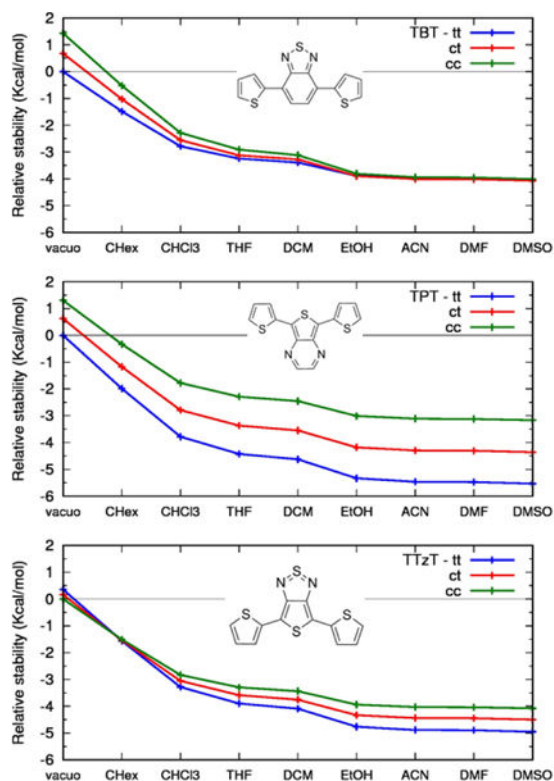 2
TBT - tt
1
ct
cc
0
-1
-2
-3
-4
-5
-6
Relative stability (Kcal/mol)
S
N N
S S
vacuo CHex CHCl3 THF DCM EtOH ACN DMF DMSO
2
TPT - tt
1
ct
cc
0
-1
-2
-3
-4
-5
-6
Relative stability (Kcal/mol)
S S S
N N
vacuo CHex CHCl3 THF DCM EtOH ACN DMF DMSO
2
TTzT - tt
1
ct
cc
0
-1
-2
-3
-4
-5
-6
Relative stability (Kcal/mol)
S
N N
S S
S
vacuo CHex CHCl3 THF DCM EtOH ACN DMF DMSO